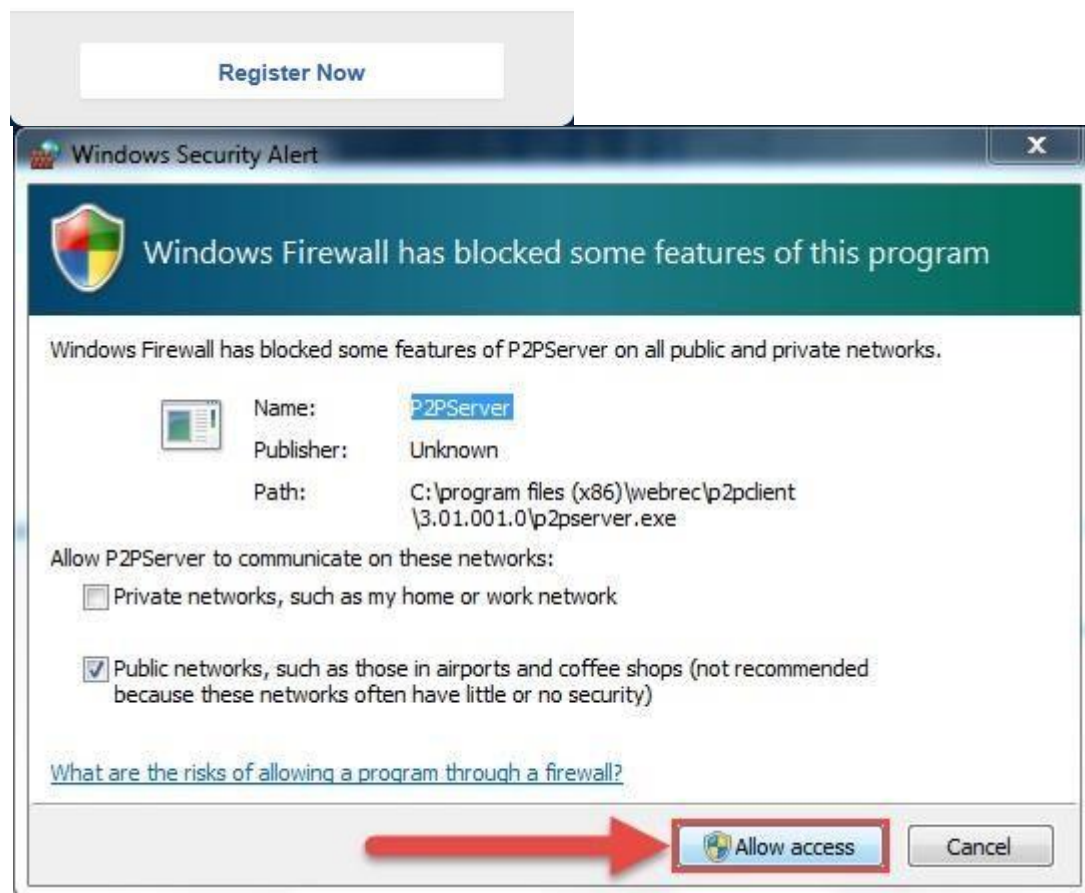 Register Now
Windows Security Alert
Windows Firewall has blocked some features of this program
Windows Firewall has blocked some features of P2PServer on all public and private networks.
Name: P2PServer
Publisher: Unknown
Path: C:\program files (x86)\webrec\p2pclient
\3.01.001.0\p2pserver.exe
Allow P2PServer to communicate on these networks:
Private networks, such as my home or work network
Public networks, such as those in airports and coffee shops (not recommended
because these networks often have little or no security)
What are the risks of allowing a program through a firewall?
Allow access Cancel